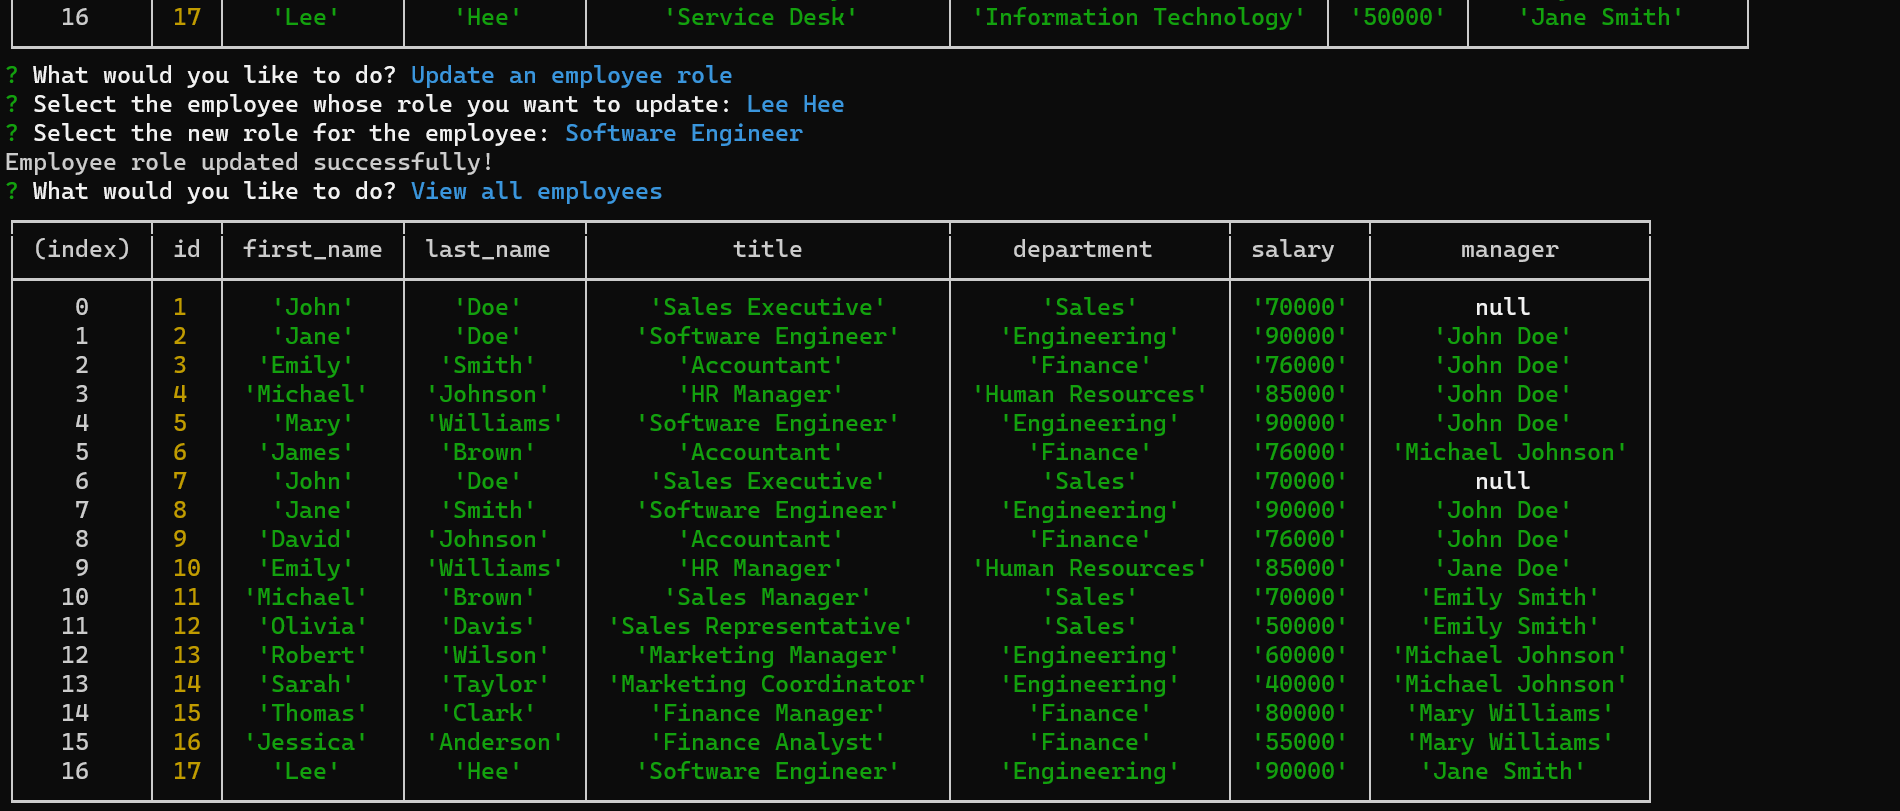 16 17 'Lee' 'Hee' 'Service Desk' 'Information Technology' '50000' 'Jane Smith'
? What would you like to do? Update an employee role
? Select the employee whose role you want to update: Lee Hee
? Select the new role for the employee: Software Engineer
Employee role updated successfully!
? What would you like to do? View all employees
(index) id first_name last_name title department salary manager
0 1 'John' 'Doe' 'Sales Executive' 'Sales' '70000' null
1 2 'Jane' 'Doe' 'Software Engineer' 'Engineering' '90000' 'John Doe'
2 3 'Emily' 'Smith' 'Accountant' 'Finance' '76000' 'John Doe'
3 4 'Michael' 'Johnson' 'HR Manager' 'Human Resources' '85000' 'John Doe'
4 5 'Mary' 'Williams' 'Software Engineer' 'Engineering' '90000' 'John Doe'
5 6 'James' 'Brown' 'Accountant' 'Finance' '76000' 'Michael Johnson'
6 7 'John' 'Doe' 'Sales Executive' 'Sales' '70000' null
7 8 'Jane' 'Smith' 'Software Engineer' 'Engineering' '90000' 'John Doe'
8 9 'David' 'Johnson' 'Accountant' 'Finance' '76000' 'John Doe'
9 10 'Emily' 'Williams' 'HR Manager' 'Human Resources' '85000' 'Jane Doe'
10 11 'Michael' 'Brown' 'Sales Manager' 'Sales' '70000' 'Emily Smith'
11 12 'Olivia' 'Davis' 'Sales Representative' 'Sales' '50000' 'Emily Smith'
12 13 'Robert' 'Wilson' 'Marketing Manager' 'Engineering' '60000' 'Michael Johnson'
13 14 'Sarah' 'Taylor' 'Marketing Coordinator' 'Engineering' '40000' 'Michael Johnson'
14 15 'Thomas' 'Clark' 'Finance Manager' 'Finance' '80000' 'Mary Williams'
15 16 'Jessica' 'Anderson' 'Finance Analyst' 'Finance' '55000' 'Mary Williams'
16 17 'Lee' 'Hee' 'Software Engineer' 'Engineering' '90000' 'Jane Smith'